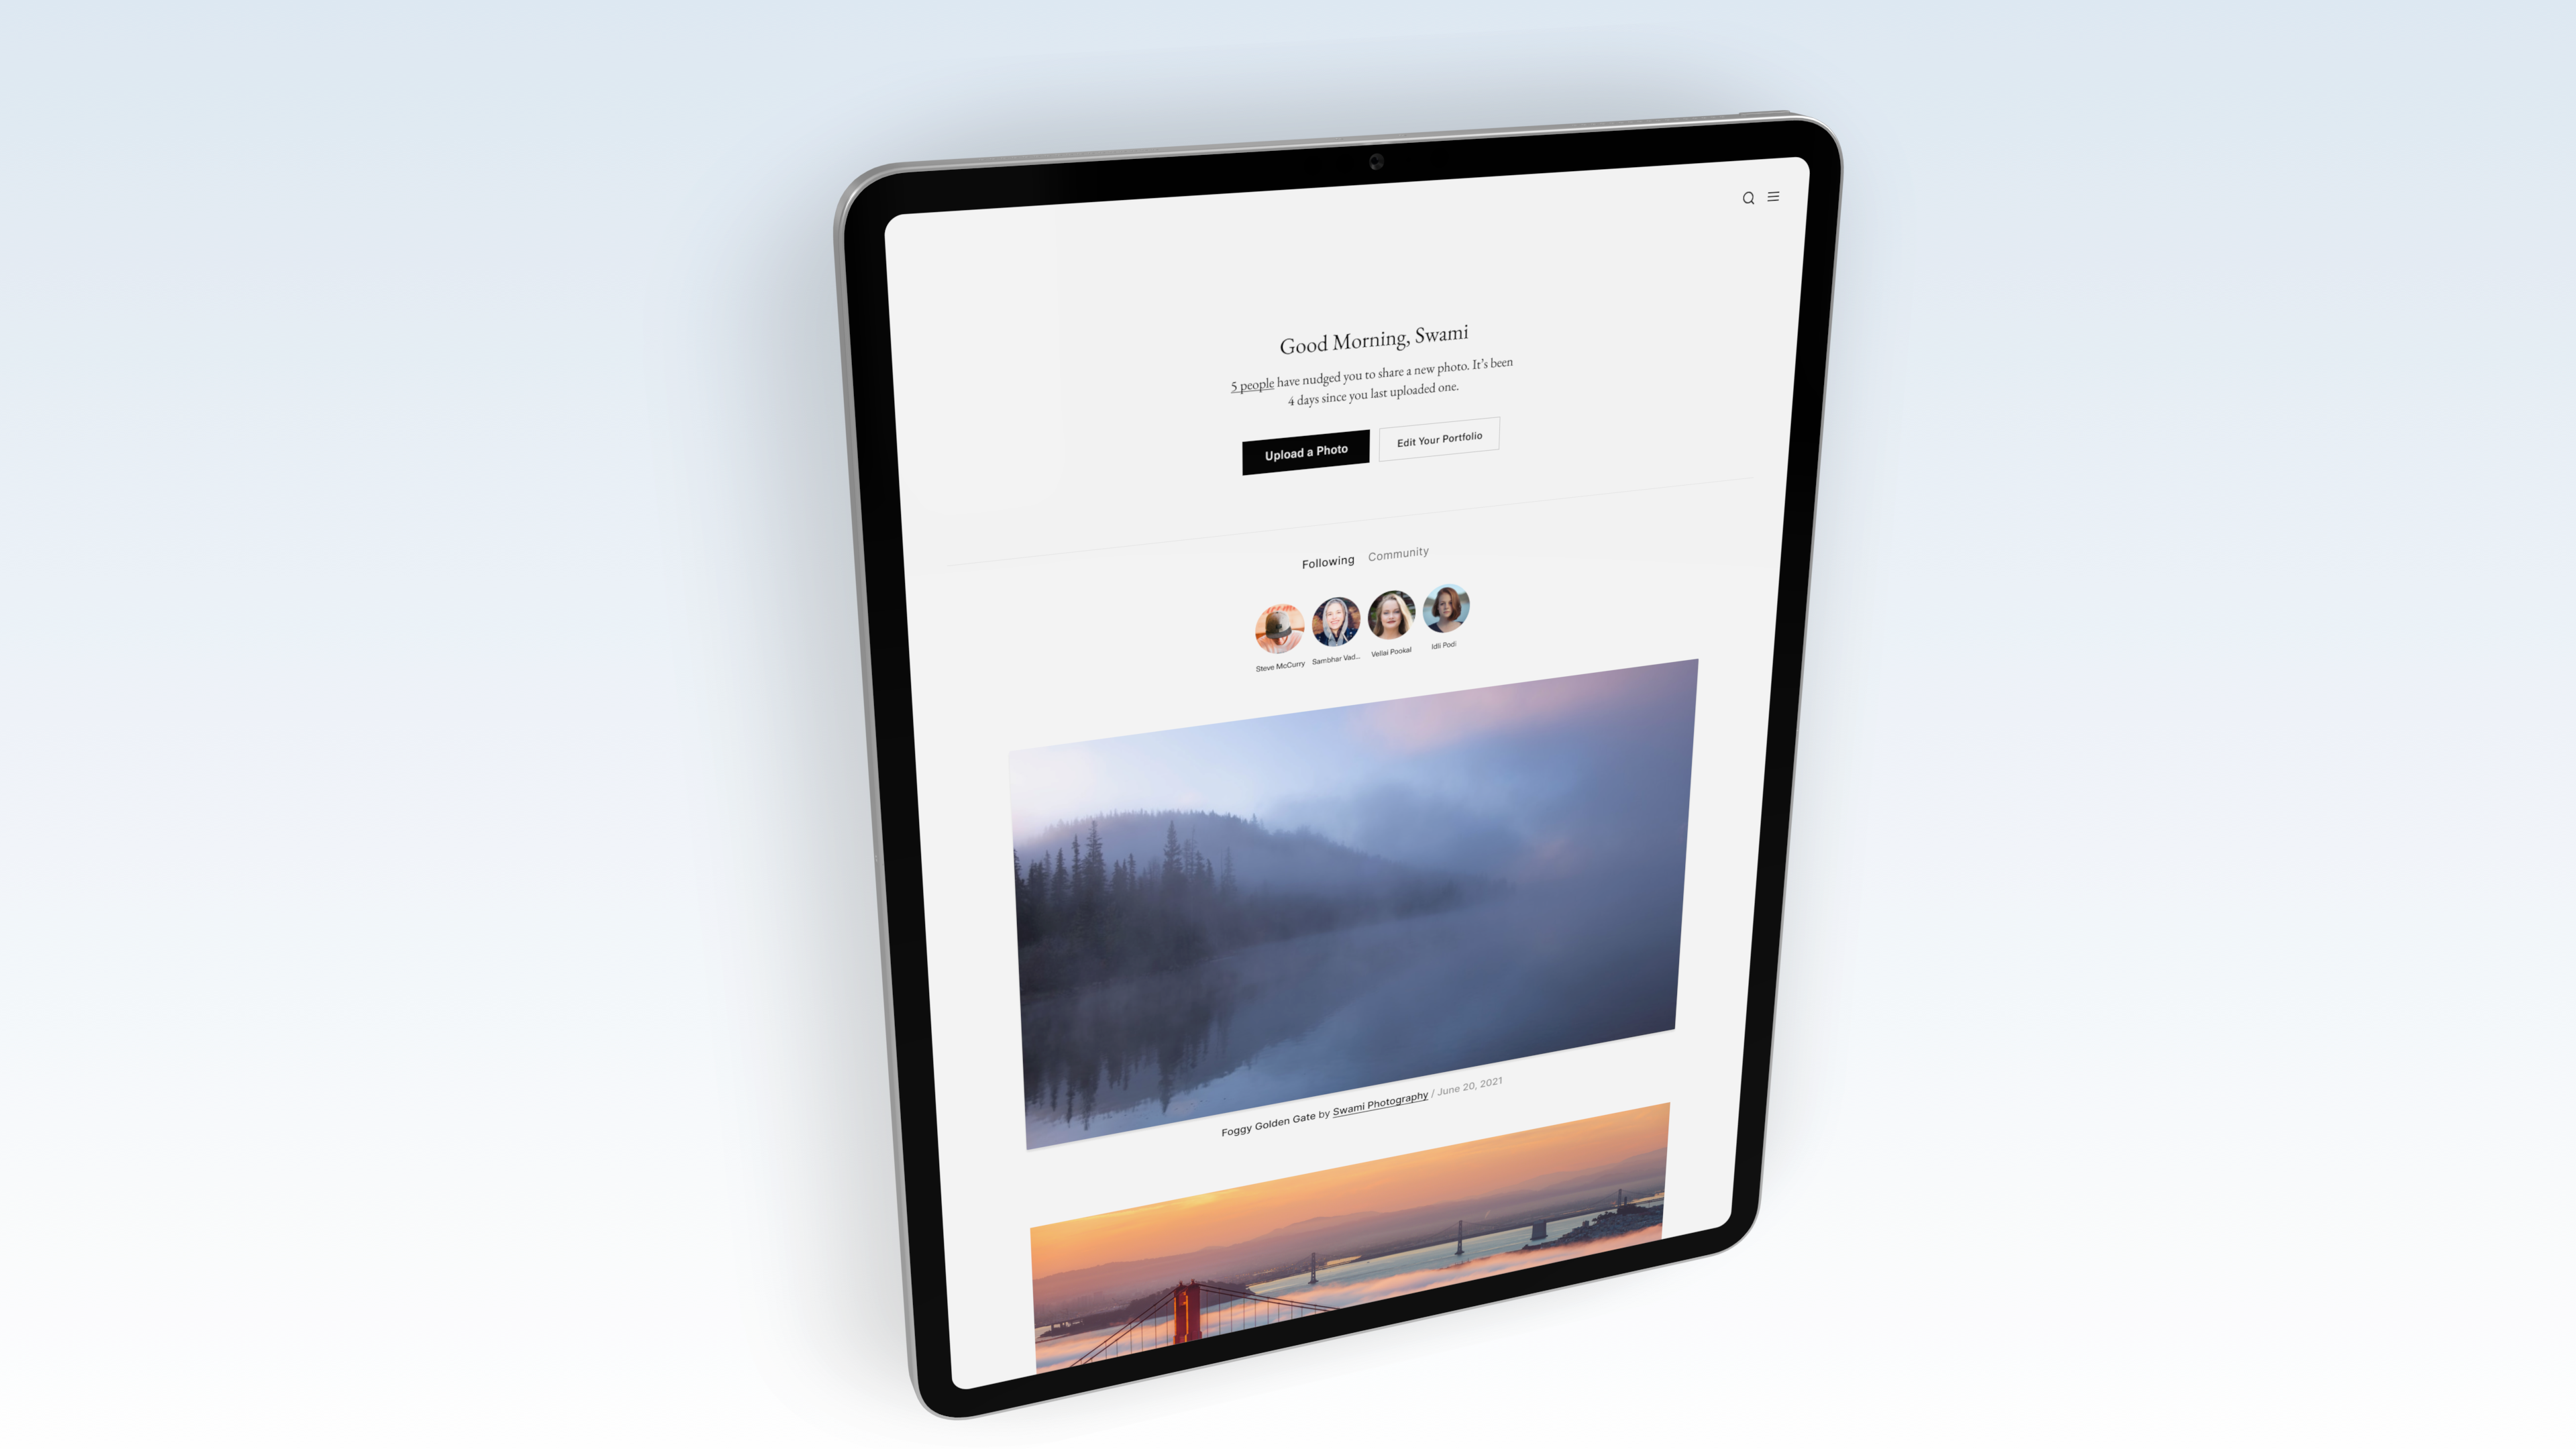 Good Morning, Swami
5 people have nudged you to share a new photo. It's been
4 days since you last uploaded one.
Upload a Photo
Edit Your Portfolio
Following
Community
Steve McCurry
Sambhar Vad...
Vellai Pookal
Idli Podi
Foggy Golden Gate by Swami Photography / June 20, 2021